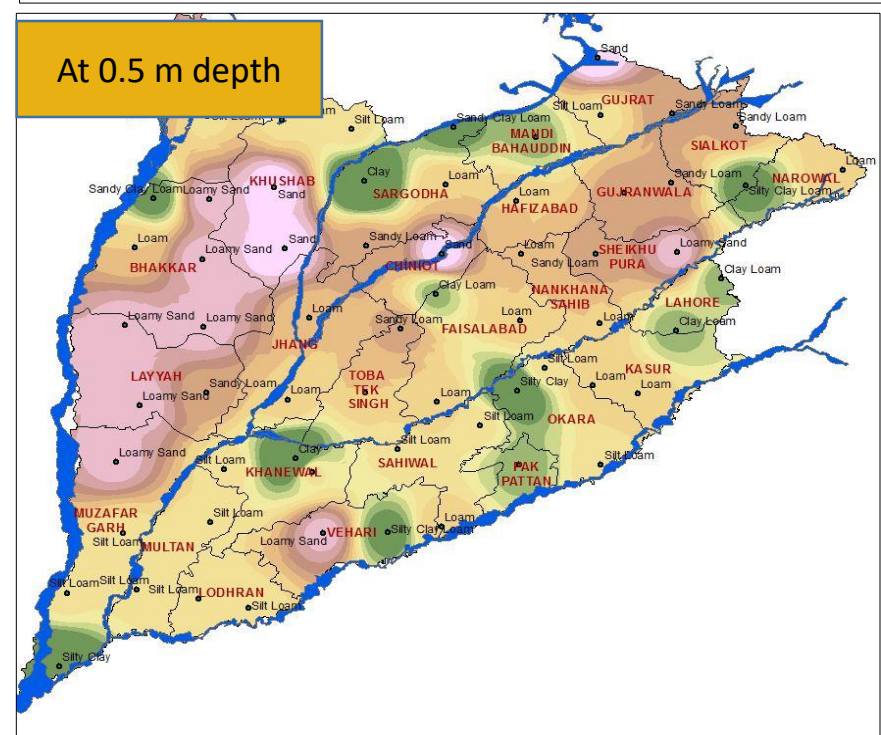 At 0.5 m depth
Sand
GUJRAT
Silt Loam
Sandy Loam
Silt Loam
Silt Loam
Sandy Clay Loam
MANDI
BAHAUDDIN
Sandy Loam
SIALKOT
Loam
NAROWAL
Silty Clay Loam
Sandy Loam
GUJRANWALA
Clay
SARGODHA
Loam
Loam
HAFIZABAD
KHUSHAB
Sand
Sandy Clay Loam
Loamy Sand
Loam
BHAKKAR
Loamy Sand
Sand
Sandy Loam
CHINIOT
Sand
Loam
Sandy Loam
SHEIKHU
PURA
Loamy Sand
Clay Loam
LAHORE
Clay Loam
NANKHANA
SAHIB
Loam
Clay Loam
Loam
FAISALABAD
Sandy Loam
Loam
JHANG
Loamy Sand
Loamy Sand
LAYYAH
Loamy Sand
Sandy Loam
Loam
TOBA
TEK
SINGH
Loam
Silt Loam
Silty Clay
Loam
KASUR
Loam
OKARA
Silt Loam
Silt Loam
SAHIWAL
PAK
PATTAN
Silt Loam
Clay
KHANEWAL
Silt Loam
Loamy Sand
MUZAFAR
GARH
Silt Loam
Silt Loam
MULTAN
Loamy Sand
VEHARI
Silty Clay Loam
Loam
Silt Loam
Silt Loam
Silt Loam
LODHRAN
Silt Loam
Silty Clay